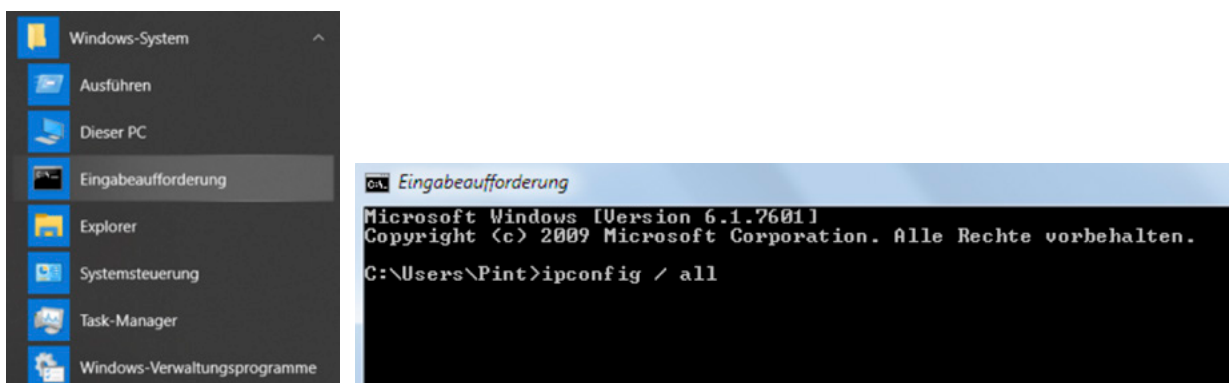 Windows-System
Ausführen
Dieser PC
Eingabeaufforderung
Explorer
Systemsteuerung
Task-Manager
Windows-Verwaltungsprogramme
Eingabeaufforderung
Microsoft Windows [Version 6.1.7601]
Copyright (c) 2009 Microsoft Corporation. Alle Rechte vorbehalten.
C:\Users\Pint>ipconfig / all